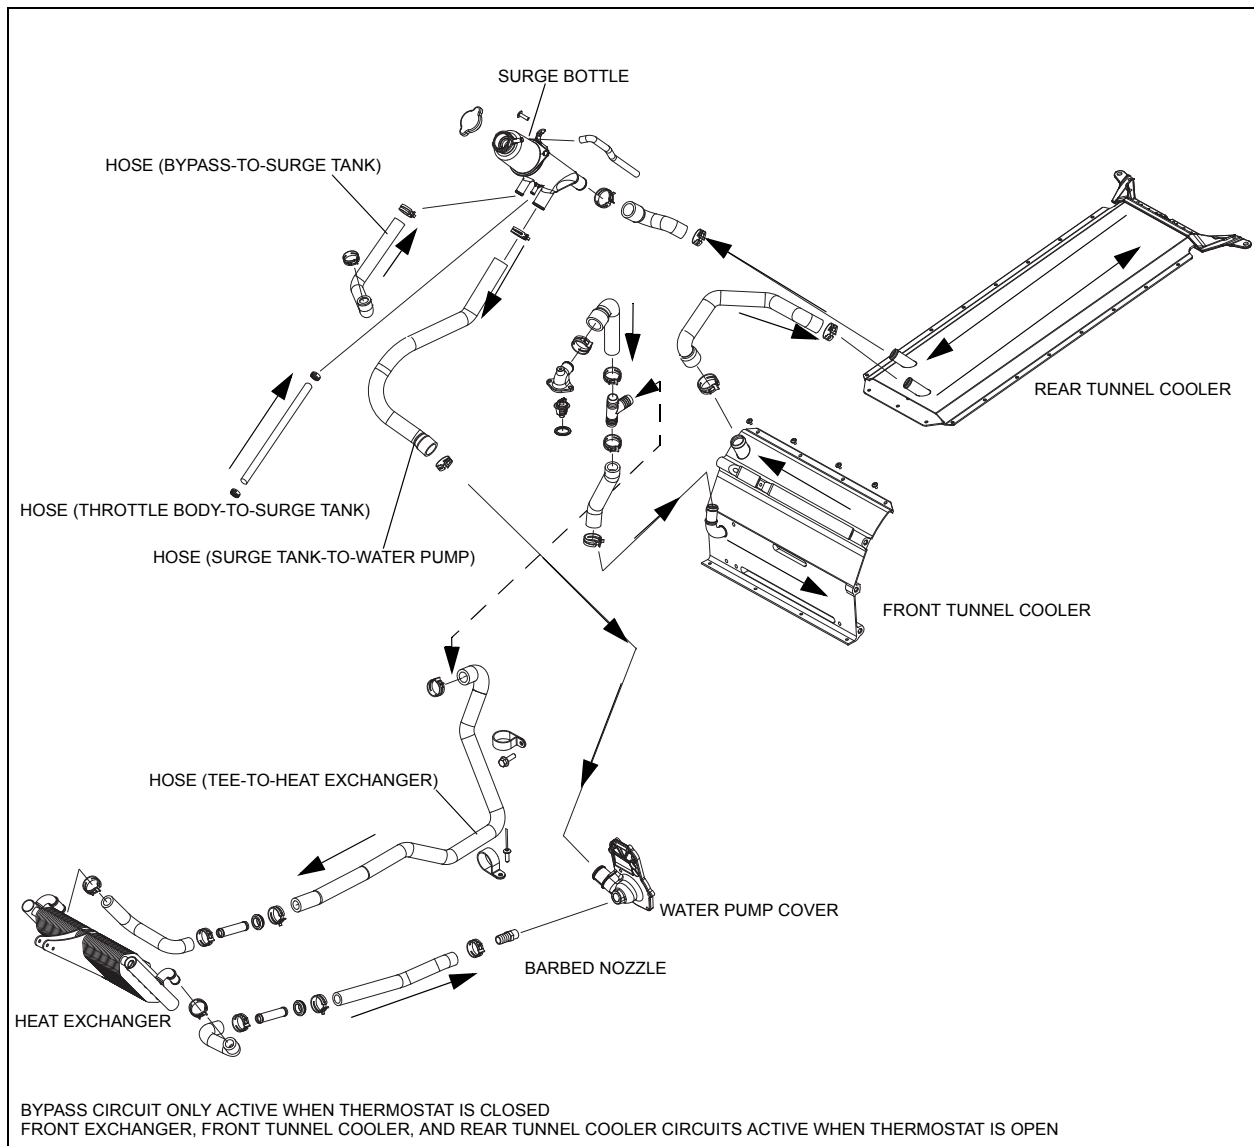 SURGE BOTTLE
HOSE (BYPASS-TO-SURGE TANK)
REAR TUNNEL COOLER
HOSE (THROTTLE BODY-TO-SURGE TANK)
HOSE (SURGE TANK-TO-WATER PUMP)
FRONT TUNNEL COOLER
HOSE (TEE-TO-HEAT EXCHANGER)
WATER PUMP COVER
BARBED NOZZLE
HEAT EXCHANGER
BYPASS CIRCUIT ONLY ACTIVE WHEN THERMOSTAT IS CLOSED
FRONT EXCHANGER, FRONT TUNNEL COOLER, AND REAR TUNNEL COOLER CIRCUITS ACTIVE WHEN THERMOSTAT IS OPEN